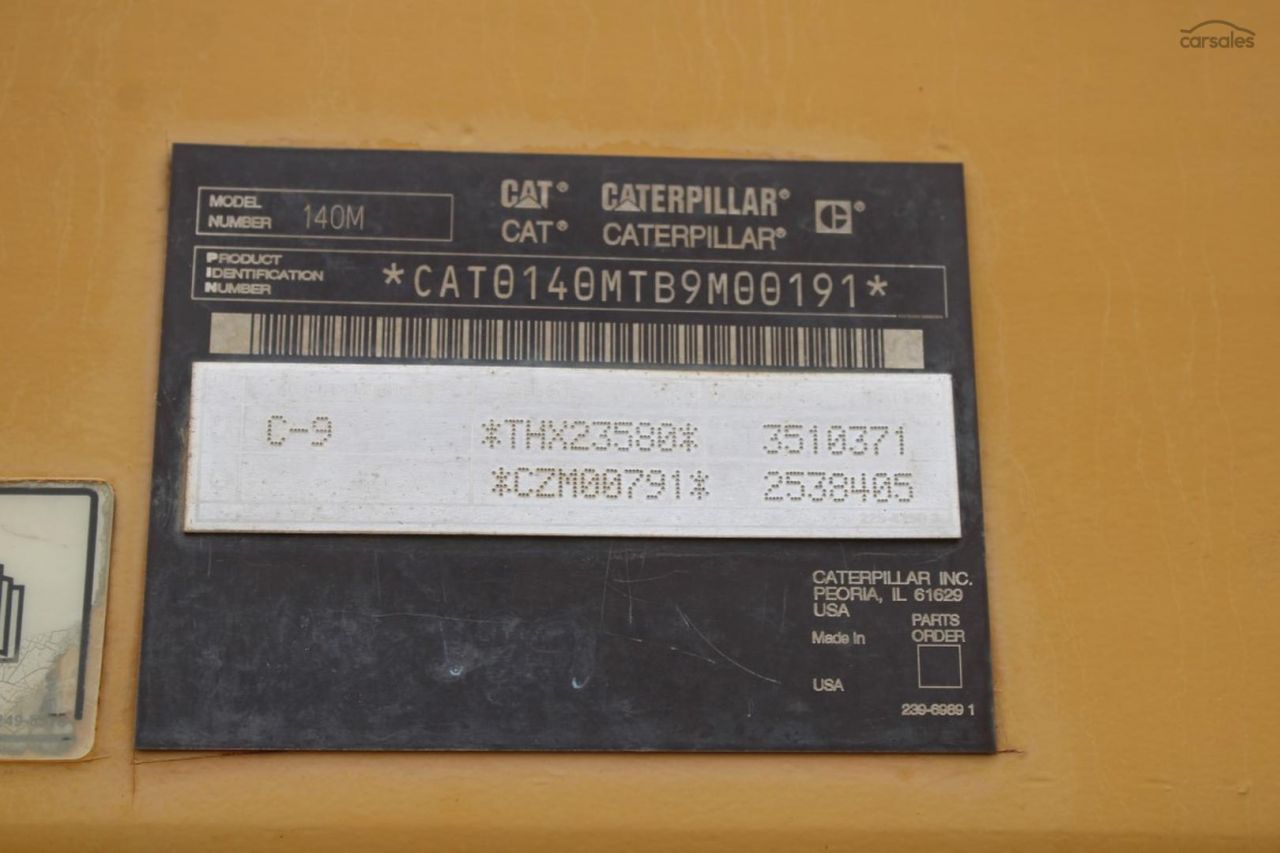 carsales
MODEL
NUMBER 140M
CAT® CATERPILLAR® ®
CAT® CATERPILLAR®
PRODUCT
IDENTIFICATION
NUMBER
*CAT0140MTB9M00191*
C-9 *THX23580* 3510371
*CZM00791* 2538405
CATERPILLAR INC.
PEORIA, IL 61629
USA
Made in
PARTS
ORDER
USA
239-6989 1